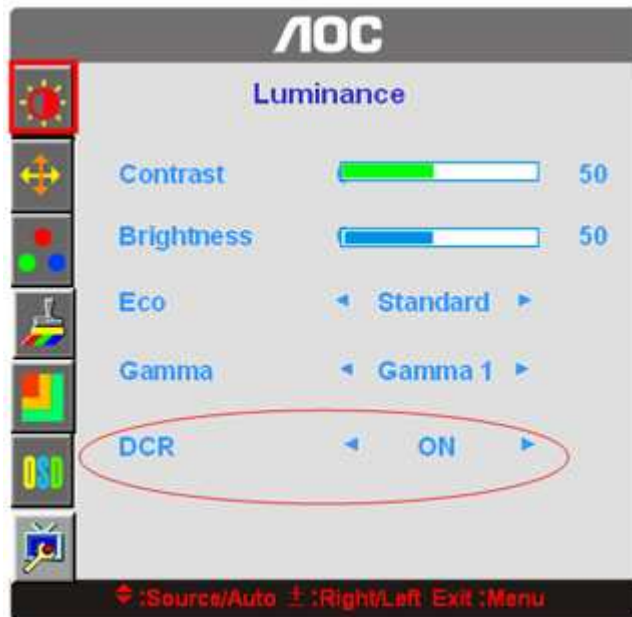 AOC
Luminance
Contrast 50
Brightness 50
Eco Standard
Gamma Gamma 1
DCR ON
OSD
:Source/Auto ± :Right/Left Exit :Menu